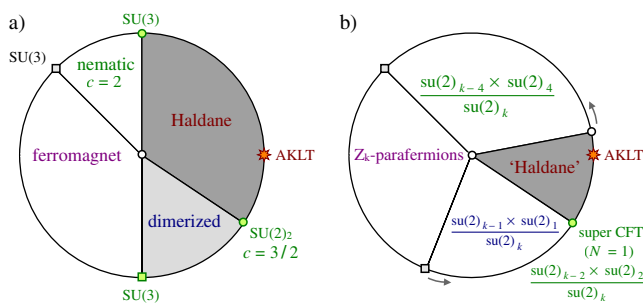 a)
SU(3)
SU(3)
nematic
c = 2
Haldane
ferromagnet
AKLT
dimerized
SU(2)₂
c = 3/2
SU(3)
b)
su(2)ₖ₋₄ × su(2)₄
su(2)ₖ
Zₖ-parafermions
'Haldane'
AKLT
su(2)ₖ₋₁ × su(2)₁
su(2)ₖ
super CFT
(N = 1)
su(2)ₖ₋₂ × su(2)₂
su(2)ₖ